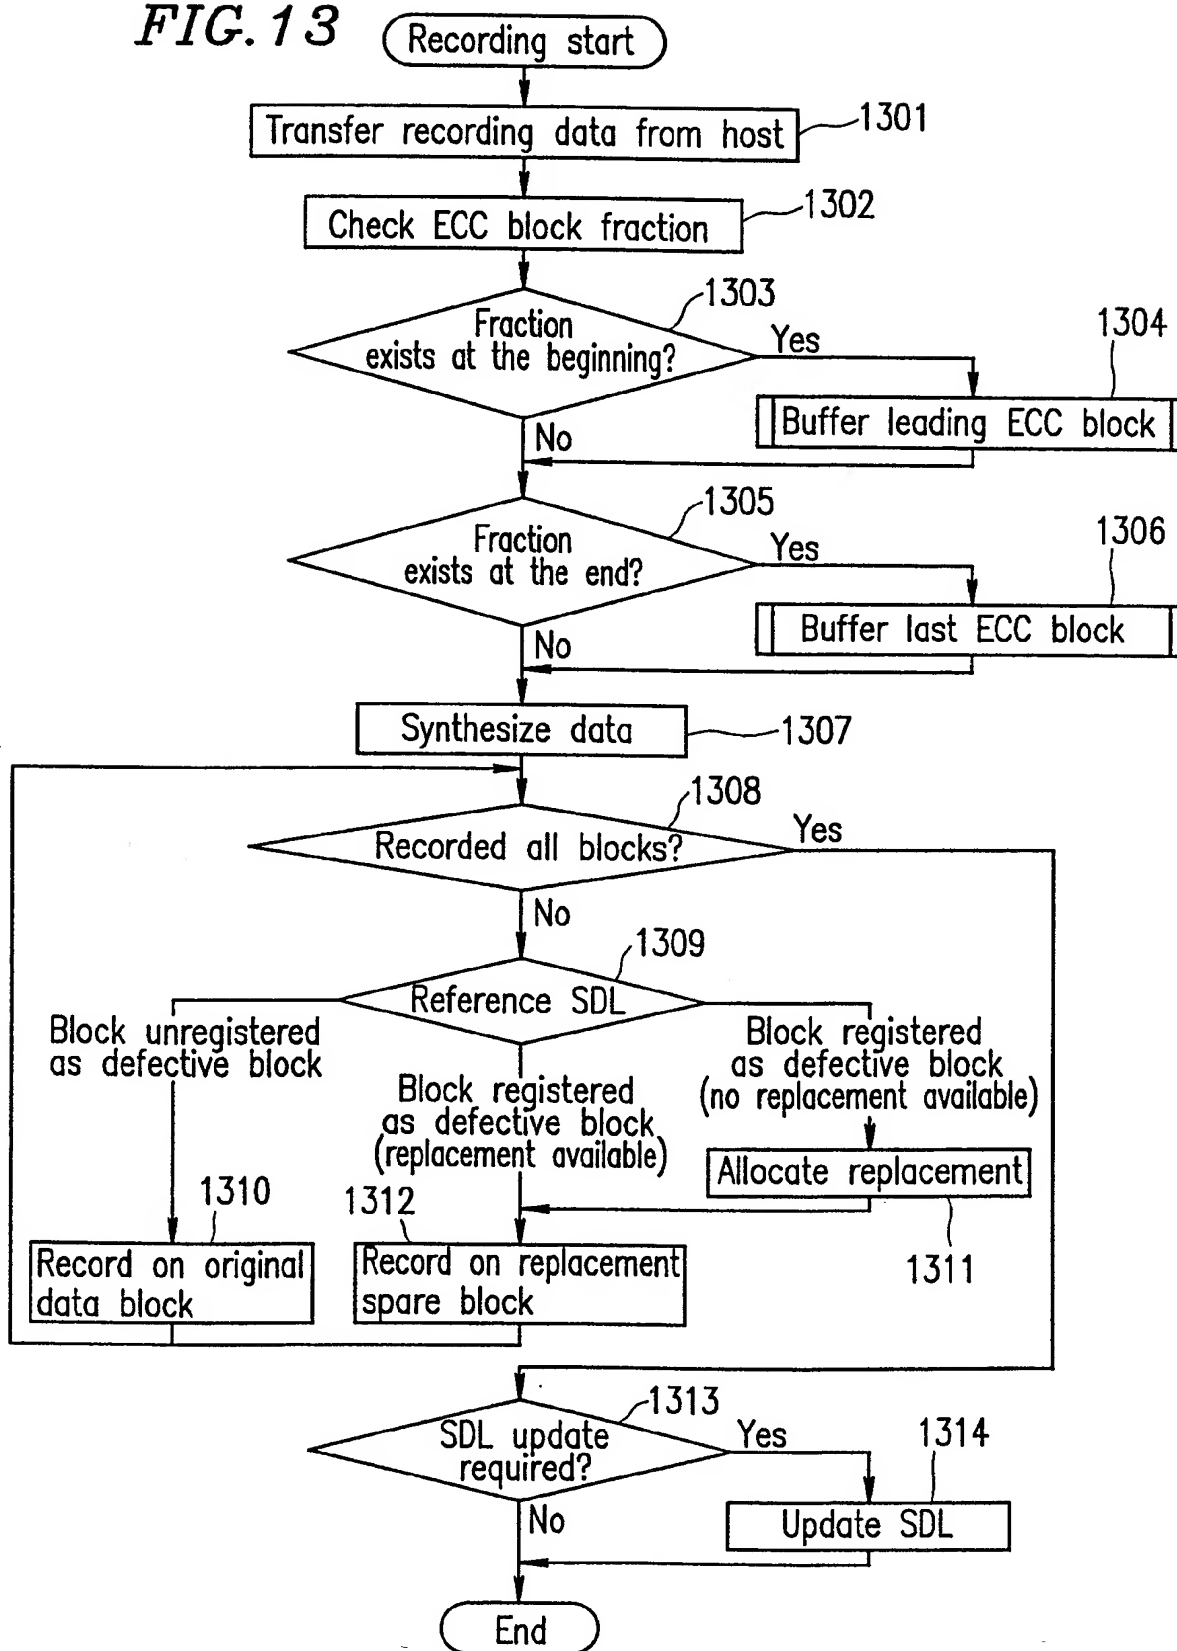 FIG.13
Recording start
Transfer recording data from host
1301
Check ECC block fraction
1302
1303
Fraction
exists at the beginning?
Yes
1304
Buffer leading ECC block
No
1305
Fraction
exists at the end?
Yes
1306
Buffer last ECC block
No
Synthesize data
1307
1308
Recorded all blocks?
Yes
No
1309
Reference SDL
Block unregistered
as defective block
Block registered
as defective block
(replacement available)
Block registered
as defective block
(no replacement available)
Allocate replacement
1311
1310
Record on original
data block
1312
Record on replacement
spare block
1313
SDL update
required?
Yes
1314
Update SDL
No
End